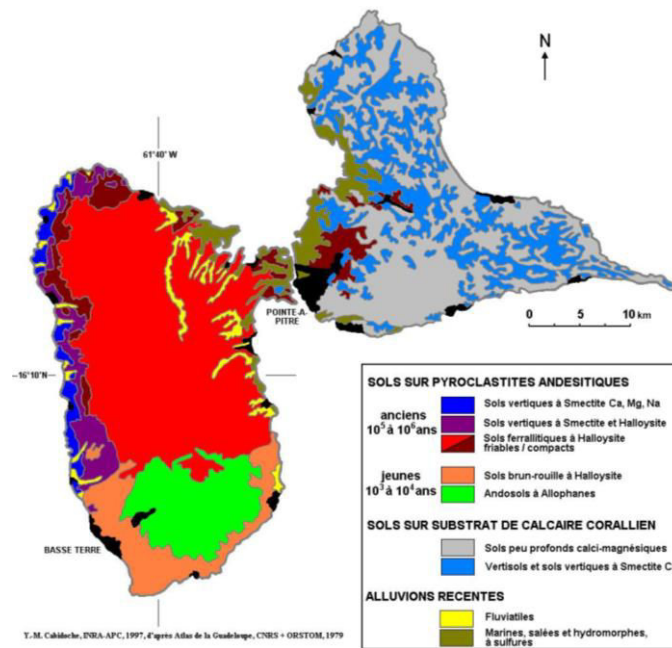 N
61°40' W
POINTE-A-
PITRE
0 5 10 km
16°10'N
BASSE TERRE
SOLS SUR PYROCLASTITES ANDESITIQUES
anciens
10⁵ à 10⁶ ans
Sols vertiques à Smectite Ca, Mg, Na
Sols vertiques à Smectite et Halloysite
Sols ferrallitiques à Halloysite
friables / compacts
jeunes
10³ à 10⁴ ans
Sols brun-rouille à Halloysite
Andosols à Allophanes
SOLS SUR SUBSTRAT DE CALCAIRE CORALLIEN
Sols peu profonds calci-magnésiques
Vertisols et sols vertiques à Smectite C
ALLUVIONS RECENTES
Fluviatiles
Marines, salées et hydromorphes,
à sulfures
Y.-M. Cabidoche, INRA-APC, 1997, d'après Atlas de la Guadeloupe, CNRS + ORSTOM, 1979